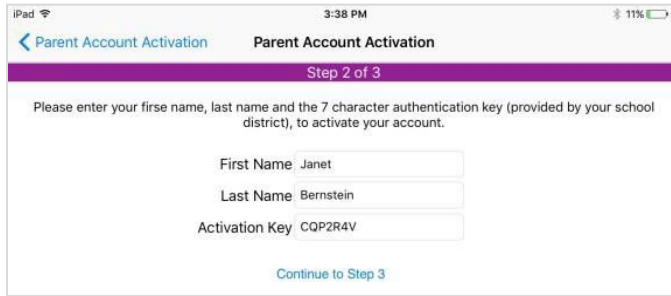 iPad 3:38 PM 11%
Parent Account Activation Parent Account Activation
Step 2 of 3
Please enter your firse name, last name and the 7 character authentication key (provided by your school
district), to activate your account.
First Name Janet
Last Name Bernstein
Activation Key CQP2R4V
Continue to Step 3